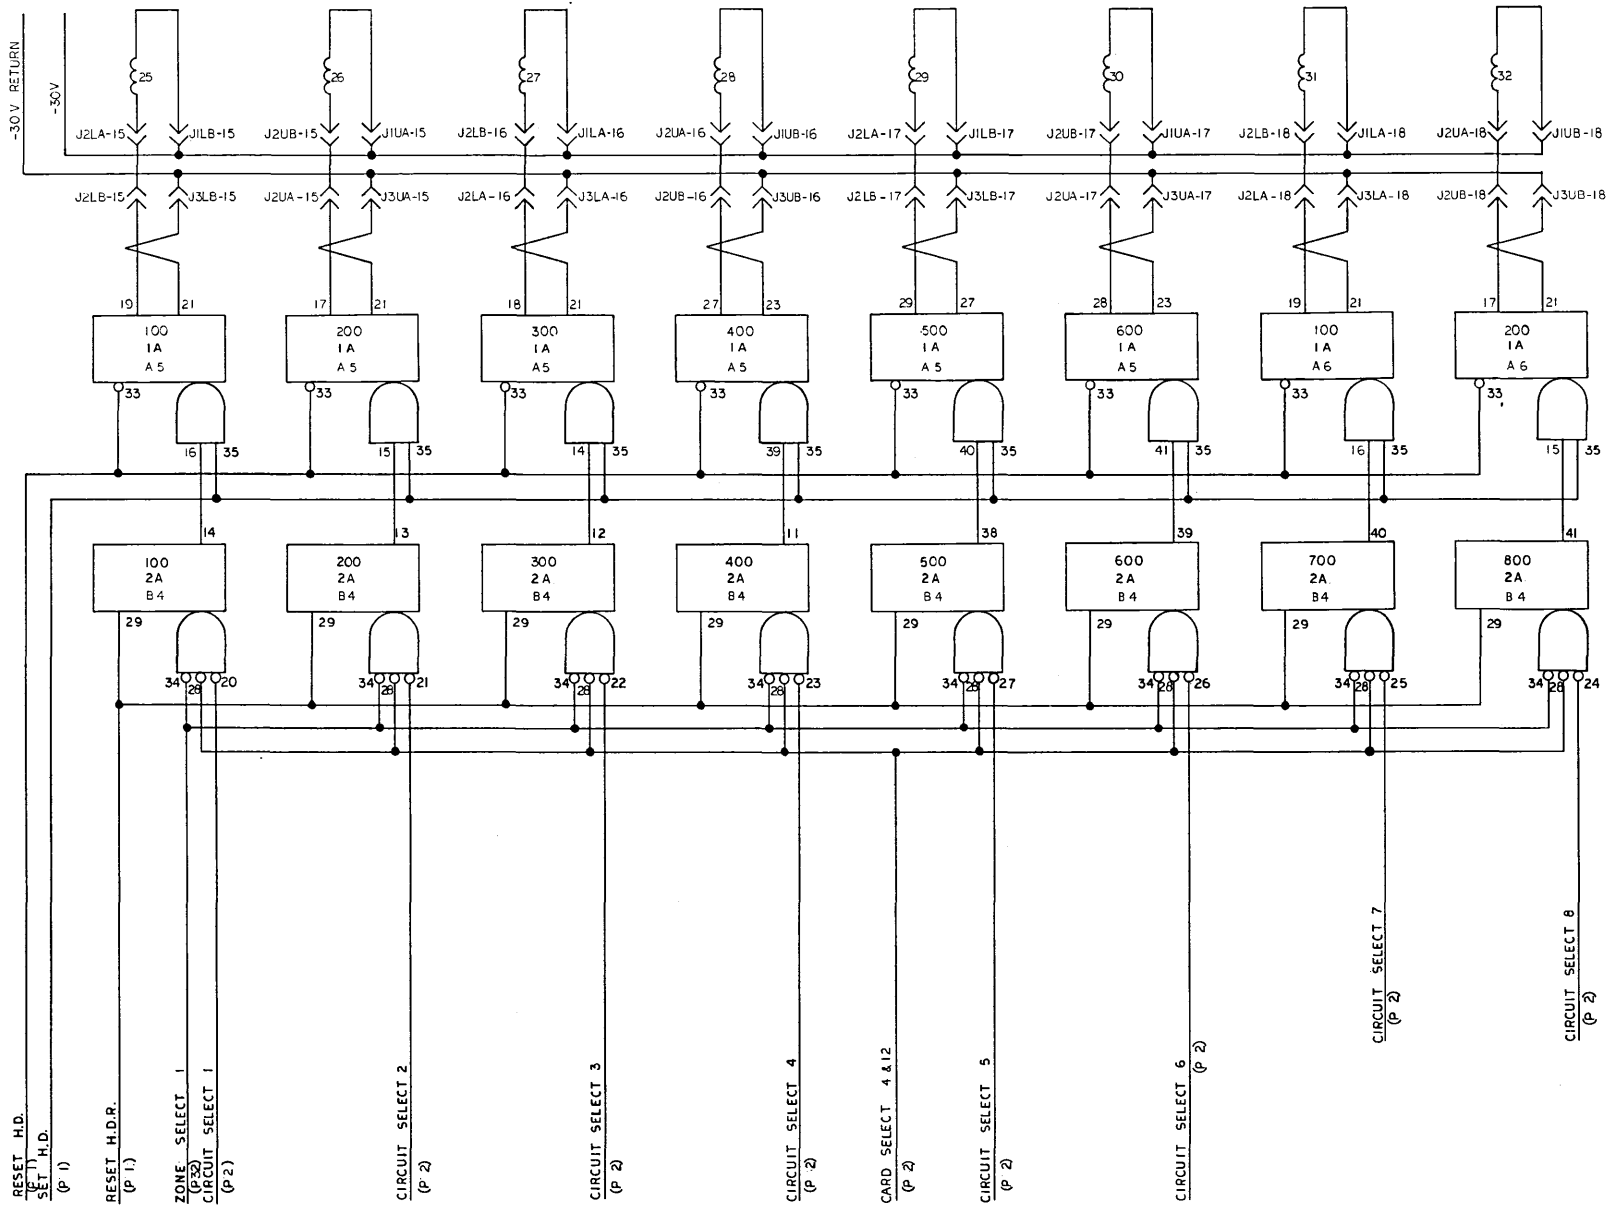 -30V RETURN
-30V
25 26 27 28 29 30 31 32
J2LA-15 J1LB-15 J2UB-15 J1UA-15 J2LB-16 J1LA-16 J2UA-16 J1UB-16 J2LA-17 J1LB-17 J2UB-17 J1UA-17 J2LB-18 J1LA-18 J2UA-18 J1UB-18
J2LB-15 J3LB-15 J2UA-15 J3UA-15 J2LA-16 J3LA-16 J2UB-16 J3UB-16 J2LB-17 J3LB-17 J2UA-17 J3UA-17 J2LA-18 J3LA-18 J2UB-18 J3UB-18
19 21 17 21 18 21 27 23 29 27 28 23 19 21 17 21
100 200 300 400 500 600 100 200
1A 1A 1A 1A 1A 1A 1A 1A
A5 A5 A5 A5 A5 A5 A6 A6
33 33 33 33 33 33 33 33
16 35 15 35 14 35 39 35 40 35 41 35 16 35 15 35
14 13 12 11 38 39 40 41
100 200 300 400 500 600 700 800
2A 2A 2A 2A 2A 2A 2A 2A
B4 B4 B4 B4 B4 B4 B4 B4
29 29 29 29 29 29 29 29
34 28 20 34 28 21 34 28 22 34 28 23 34 28 27 34 28 26 34 28 25 34 28 24
RESET H.D.
(P 1)
SET H.D.
(P 1)
RESET H.D.R.
(P 1.)
ZONE SELECT 1
(P32)
CIRCUIT SELECT 1
(P 2)
CIRCUIT SELECT 2
(P 2)
CIRCUIT SELECT 3
(P 2)
CIRCUIT SELECT 4
(P 2)
CARD SELECT 4 & 12
(P 2)
CIRCUIT SELECT 5
(P 2)
CIRCUIT SELECT 6
(P 2)
CIRCUIT SELECT 7
(P 2)
CIRCUIT SELECT 8
(P 2)